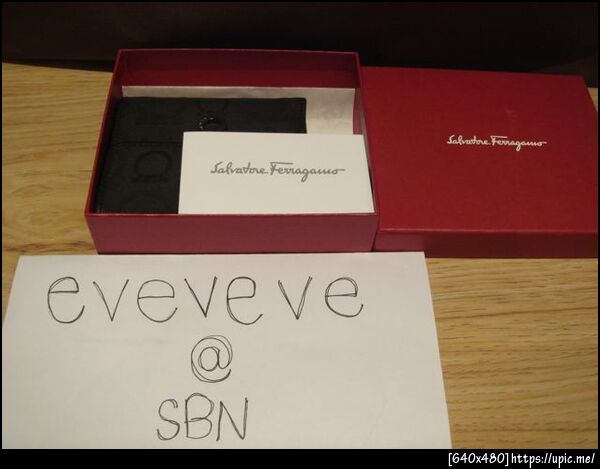 Salvatore Ferragamo
Salvatore Ferragamo
eveveve
@
SBN
[640x480]https://upic.me/